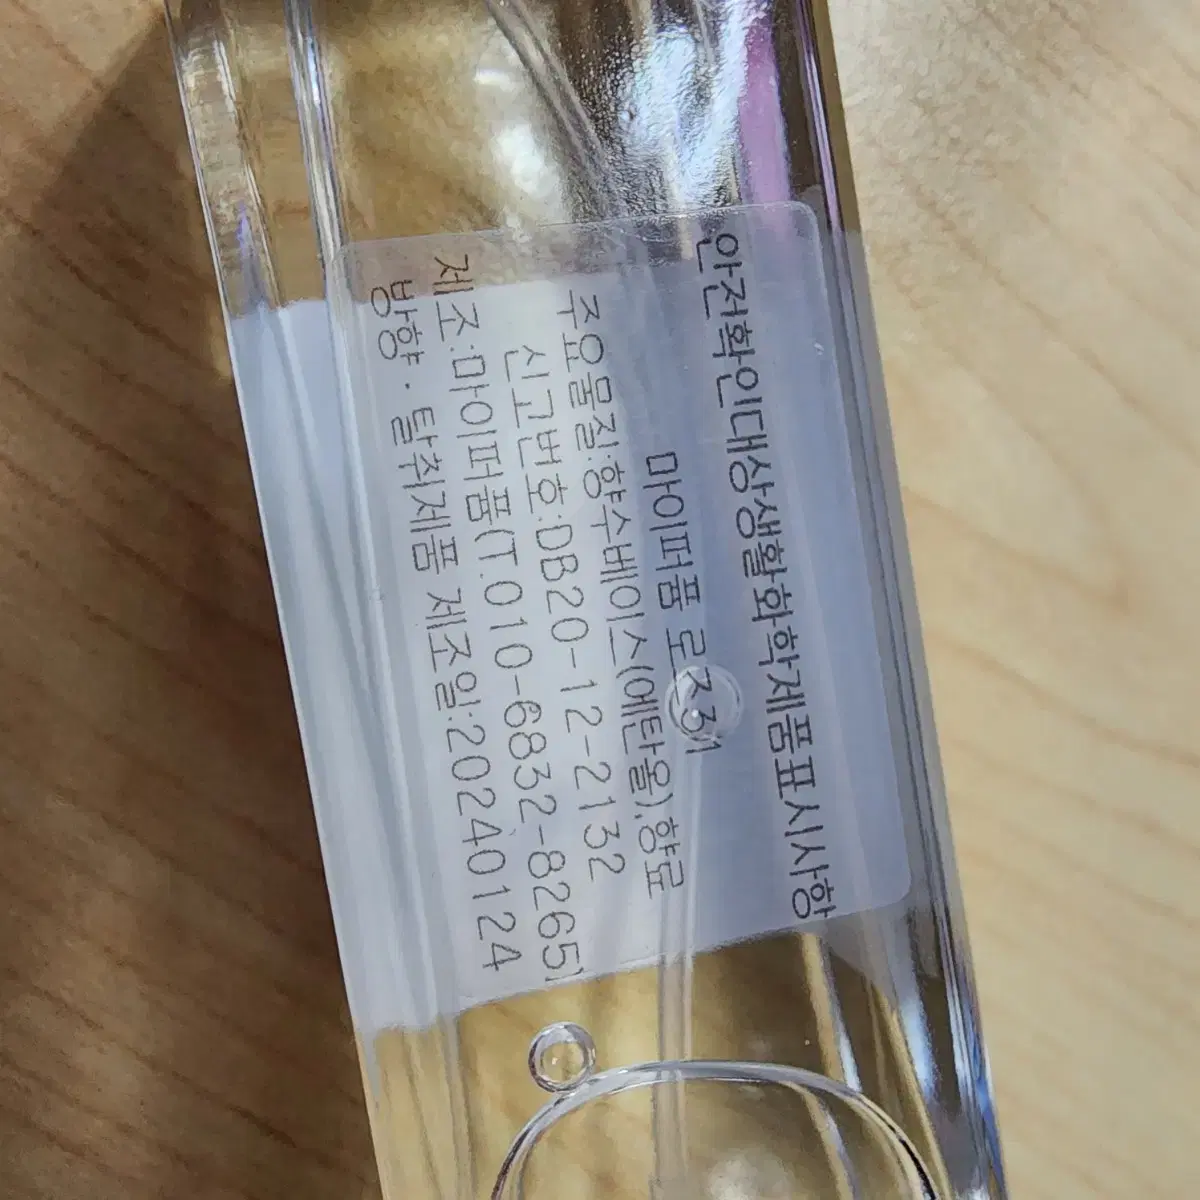 안전확인대상생활화학제품표시사항
마이퍼퓸 로즈31
주요물질:향수베이스(에탄올),향료
신고번호:DB20-12-2132
제조:마이퍼퓸(T.010-6832-8265)
방향·탈취제품 제조일:20240124